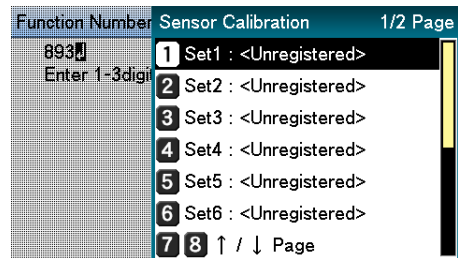 Function Number
893↲
Enter 1-3digi
Sensor Calibration 1/2 Page
1 Set1 : <Unregistered>
2 Set2 : <Unregistered>
3 Set3 : <Unregistered>
4 Set4 : <Unregistered>
5 Set5 : <Unregistered>
6 Set6 : <Unregistered>
7 8 ↑ / ↓ Page